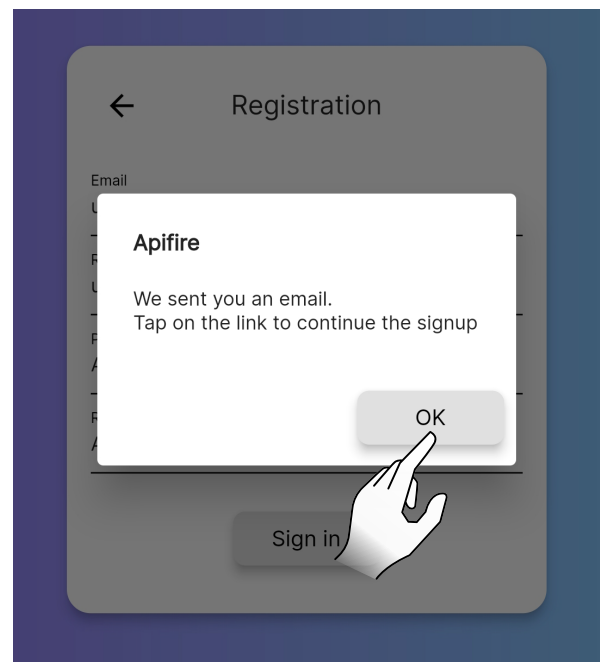 Registration
Email
Apifire
We sent you an email.
Tap on the link to continue the signup
OK
Sign in